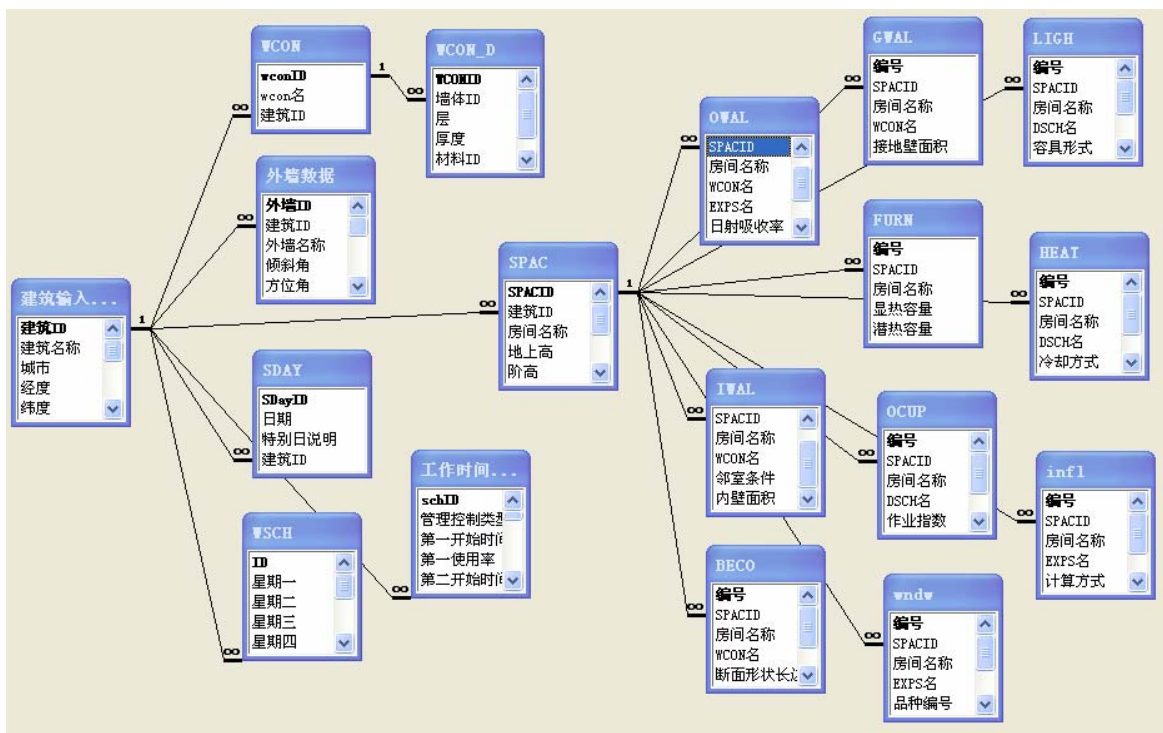 WCON
wconID
wcon名
建筑ID
WCON_D
WCONID
墙体ID
层
厚度
材料ID
外墙数据
外墙ID
建筑ID
外墙名称
倾斜角
方位角
建筑输入...
建筑ID
建筑名称
城市
经度
纬度
SDAY
SDayID
日期
特别日说明
建筑ID
WSCH
ID
星期一
星期二
星期三
星期四
工作时间...
schID
管理控制类型
第一开始时间
第一使用率
第二开始时间
SPAC
SPACID
建筑ID
房间名称
地上高
阶高
OWAL
SPACID
房间名称
WCON名
EXPS名
日射吸收率
GWAL
编号
SPACID
房间名称
WCON名
接地壁面积
LIGH
编号
SPACID
房间名称
DSCH名
容具形式
FURN
编号
SPACID
房间名称
显热容量
潜热容量
HEAT
编号
SPACID
房间名称
DSCH名
冷却方式
IWAL
SPACID
房间名称
WCON名
邻室条件
内壁面积
OCUP
编号
SPACID
房间名称
DSCH名
作业指数
infl
编号
SPACID
房间名称
EXPS名
计算方式
BECO
编号
SPACID
房间名称
WCON名
断面形状长
wndw
编号
SPACID
房间名称
EXPS名
品种编号
1
∞
∞
∞
1
∞
∞
∞
∞
1
∞
∞
∞
∞
∞
∞
∞
∞
∞
∞